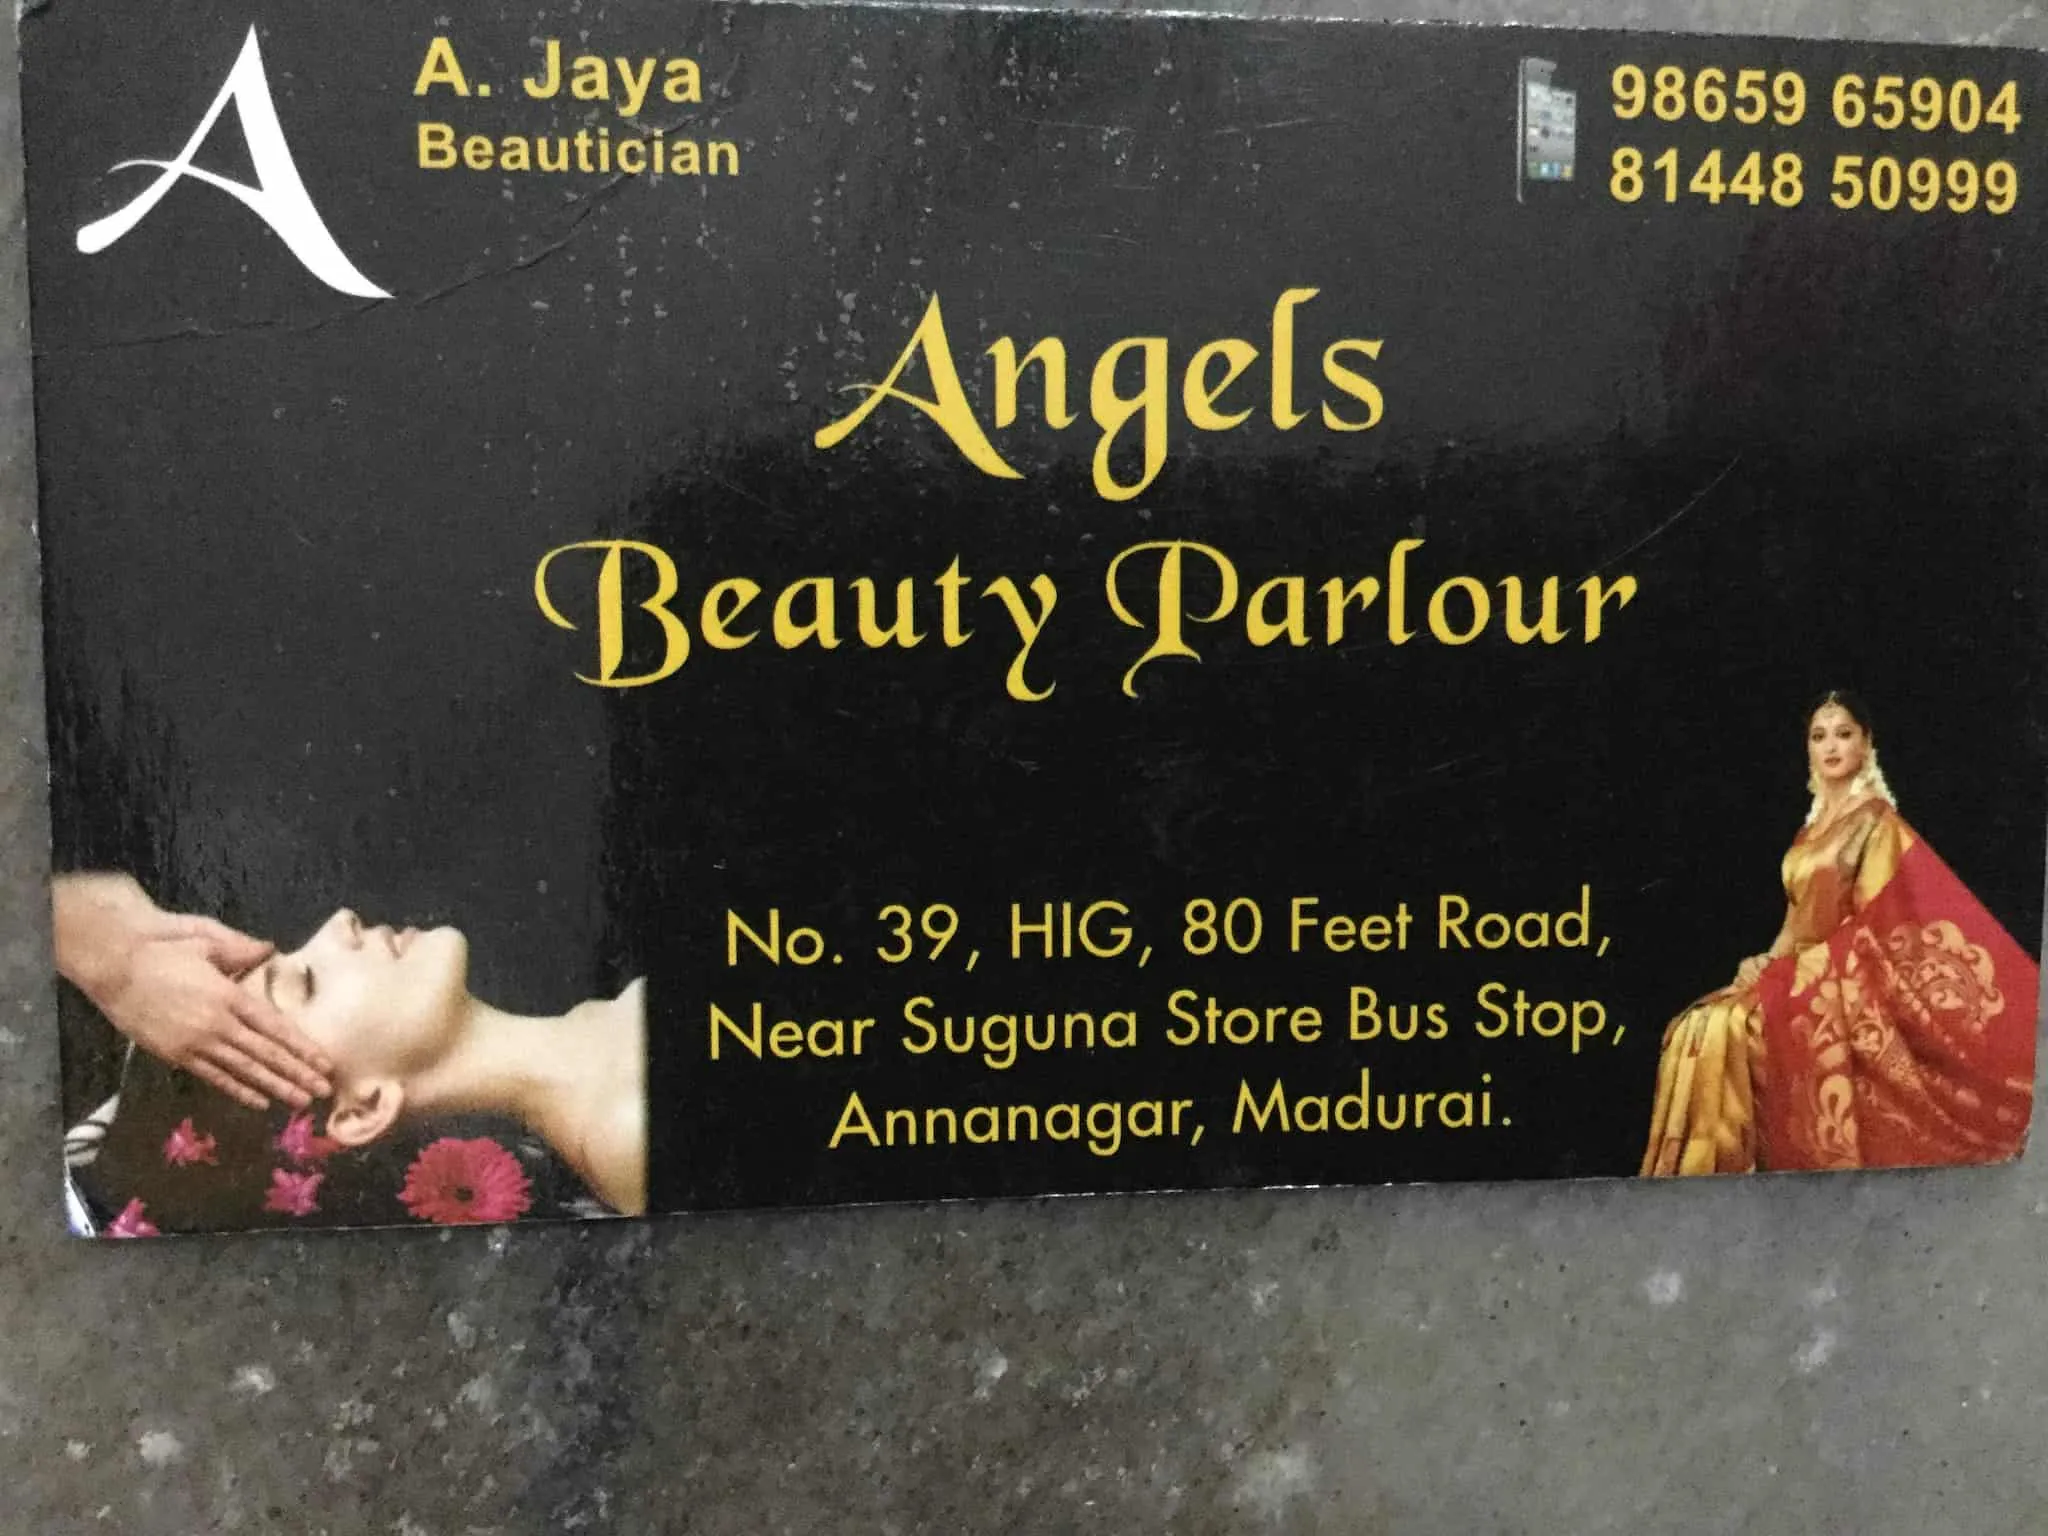 A
A. Jaya
Beautician
98659 65904
81448 50999
Angels
Beauty Parlour
No. 39, HIG, 80 Feet Road,
Near Suguna Store Bus Stop,
Annanagar, Madurai.